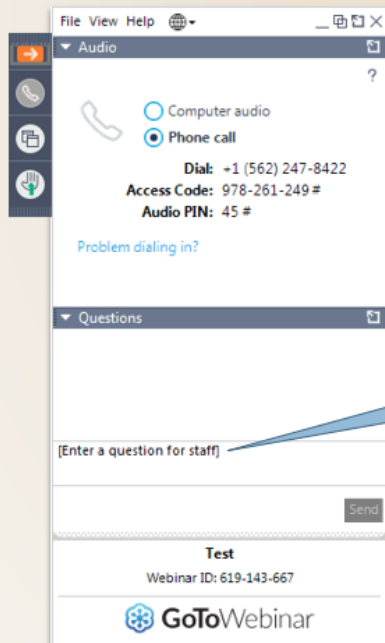 File View Help
Audio
?
Computer audio
Phone call
Dial: +1 (562) 247-8422
Access Code: 978-261-249 #
Audio PIN: 45 #
Problem dialing in?
Questions
[Enter a question for staff]
Send
Test
Webinar ID: 619-143-667
GoToWebinar